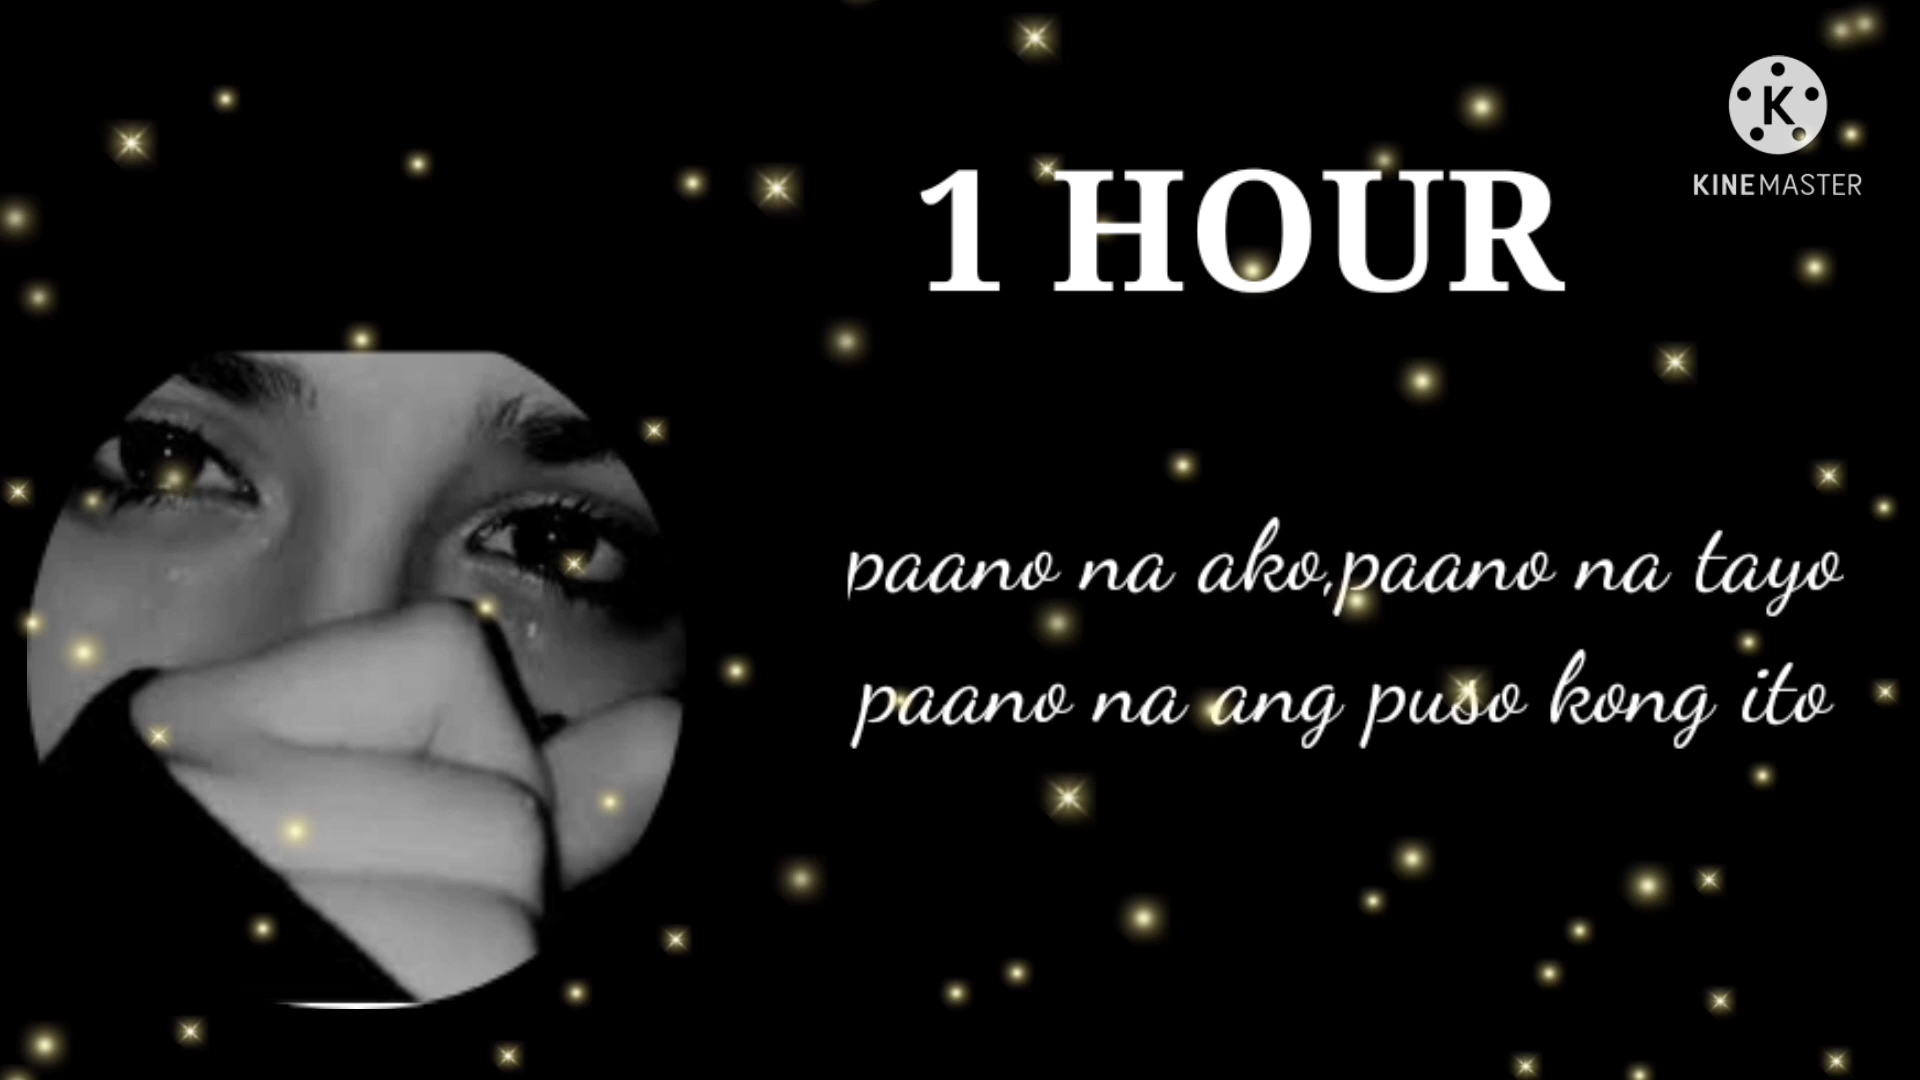 1 HOUR
K
KINEMASTER
paano na ako,paano na tayo
paano na ang puso kong ito